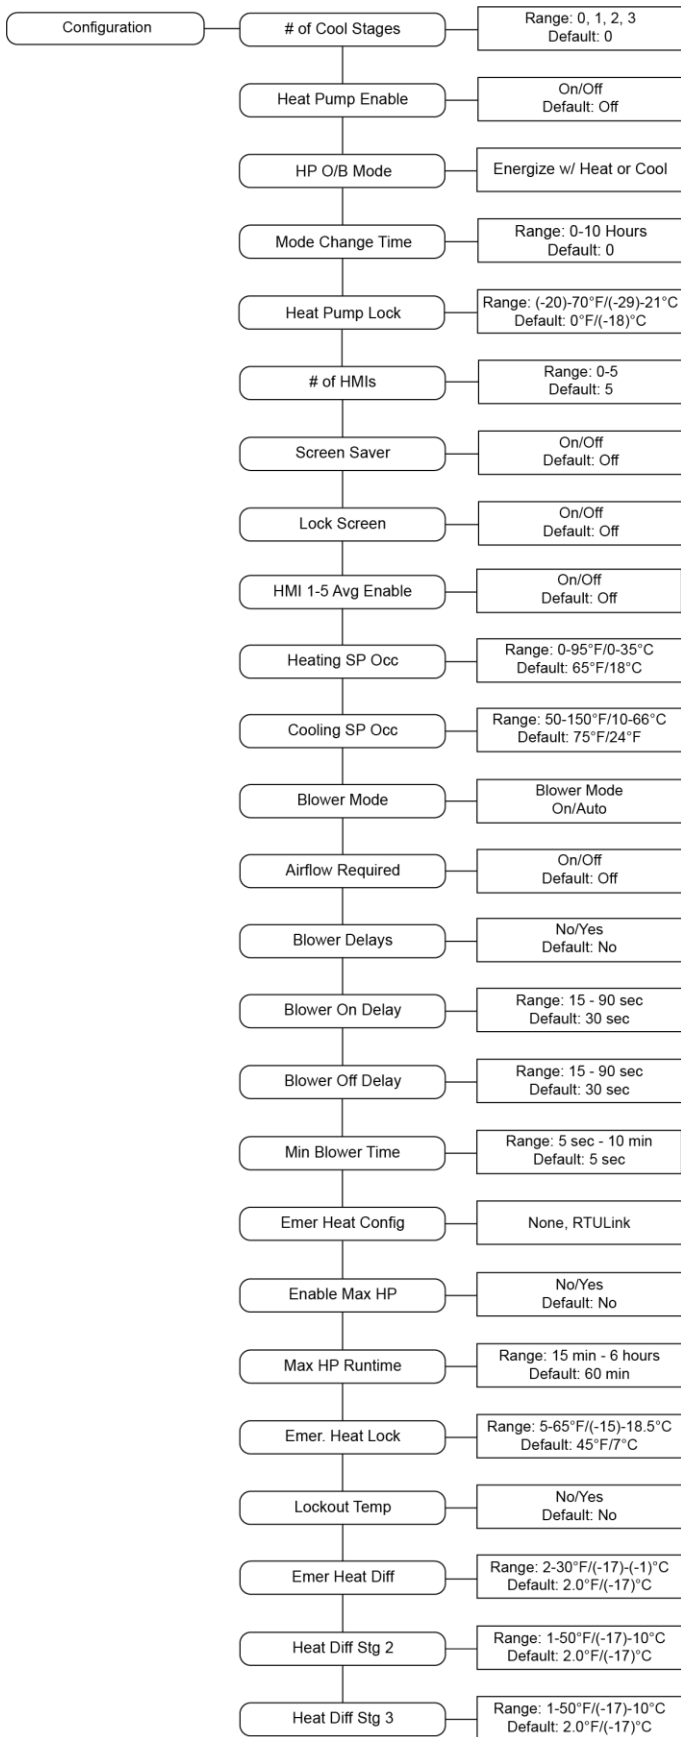 Configuration
# of Cool Stages
Range: 0, 1, 2, 3
Default: 0
Heat Pump Enable
On/Off
Default: Off
HP O/B Mode
Energize w/ Heat or Cool
Mode Change Time
Range: 0-10 Hours
Default: 0
Heat Pump Lock
Range: (-20)-70°F/(-29)-21°C
Default: 0°F/(-18)°C
# of HMIs
Range: 0-5
Default: 5
Screen Saver
On/Off
Default: Off
Lock Screen
On/Off
Default: Off
HMI 1-5 Avg Enable
On/Off
Default: Off
Heating SP Occ
Range: 0-95°F/0-35°C
Default: 65°F/18°C
Cooling SP Occ
Range: 50-150°F/10-66°C
Default: 75°F/24°F
Blower Mode
Blower Mode
On/Auto
Airflow Required
On/Off
Default: Off
Blower Delays
No/Yes
Default: No
Blower On Delay
Range: 15 - 90 sec
Default: 30 sec
Blower Off Delay
Range: 15 - 90 sec
Default: 30 sec
Min Blower Time
Range: 5 sec - 10 min
Default: 5 sec
Emer Heat Config
None, RTULink
Enable Max HP
No/Yes
Default: No
Max HP Runtime
Range: 15 min - 6 hours
Default: 60 min
Emer. Heat Lock
Range: 5-65°F/(-15)-18.5°C
Default: 45°F/7°C
Lockout Temp
No/Yes
Default: No
Emer Heat Diff
Range: 2-30°F/(-17)-(-1)°C
Default: 2.0°F/(-17)°C
Heat Diff Stg 2
Range: 1-50°F/(-17)-10°C
Default: 2.0°F/(-17)°C
Heat Diff Stg 3
Range: 1-50°F/(-17)-10°C
Default: 2.0°F/(-17)°C